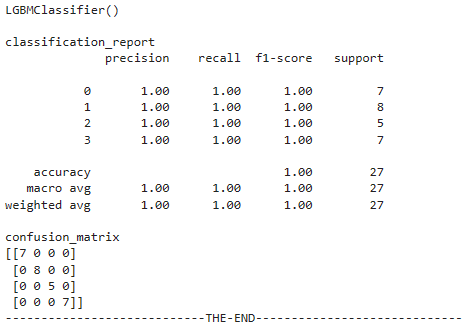 LGBMClassifier()
classification_report
precision recall f1-score support
0 1.00 1.00 1.00 7
1 1.00 1.00 1.00 8
2 1.00 1.00 1.00 5
3 1.00 1.00 1.00 7
accuracy 1.00 27
macro avg 1.00 1.00 1.00 27
weighted avg 1.00 1.00 1.00 27
confusion_matrix
[[7 0 0 0]
[0 8 0 0]
[0 0 5 0]
[0 0 0 7]]
----------------------------THE-END-----------------------------